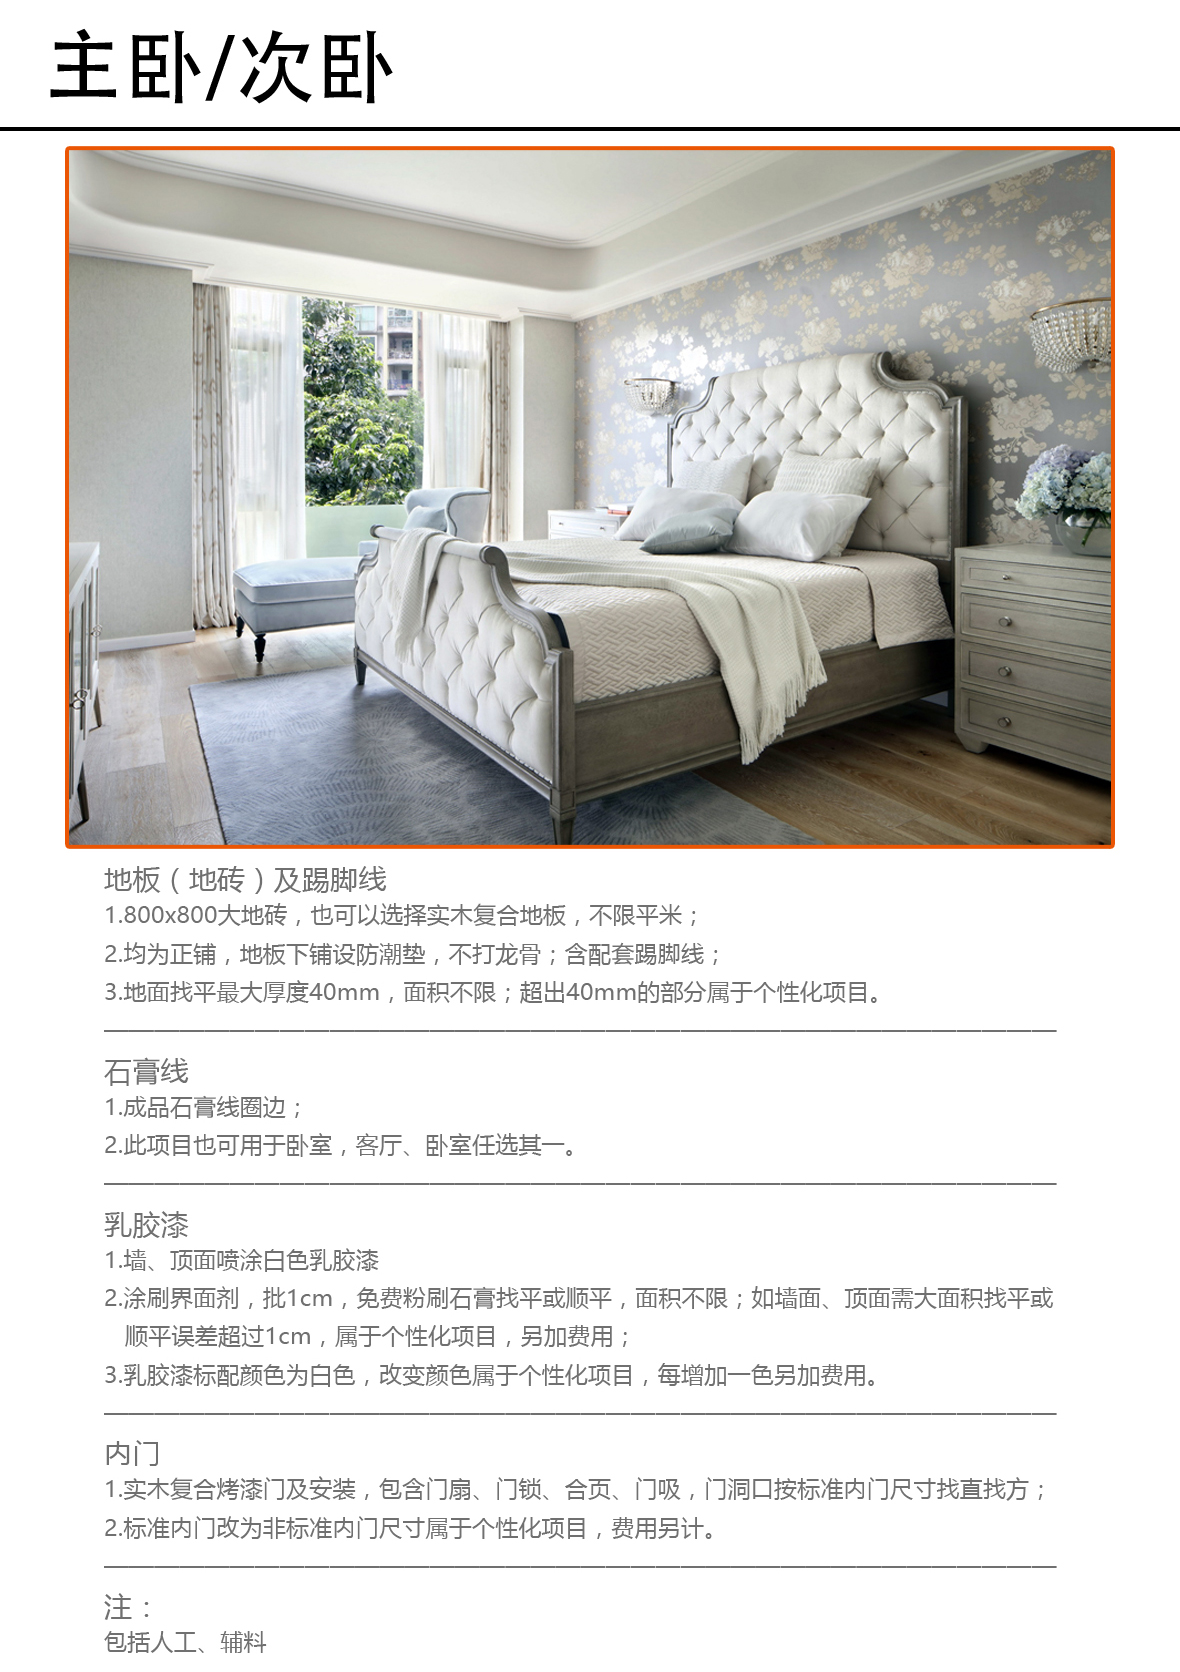 主卧/次卧
地板（地砖）及踢脚线
1.800x800大地砖，也可以选择实木复合地板，不限平米；
2.均为正铺，地板下铺设防潮垫，不打龙骨；含配套踢脚线；
3.地面找平最大厚度40mm，面积不限；超出40mm的部分属于个性化项目。
石膏线
1.成品石膏线圈边；
2.此项目也可用于卧室，客厅、卧室任选其一。
乳胶漆
1.墙、顶面喷涂白色乳胶漆
2.涂刷界面剂，批1cm，免费粉刷石膏找平或顺平，面积不限；如墙面、顶面需大面积找平或
顺平误差超过1cm，属于个性化项目，另加费用；
3.乳胶漆标配颜色为白色，改变颜色属于个性化项目，每增加一色另加费用。
内门
1.实木复合烤漆门及安装，包含门扇、门锁、合页、门吸，门洞口按标准内门尺寸找直找方；
2.标准内门改为非标准内门尺寸属于个性化项目，费用另计。
注：
包括人工、辅料